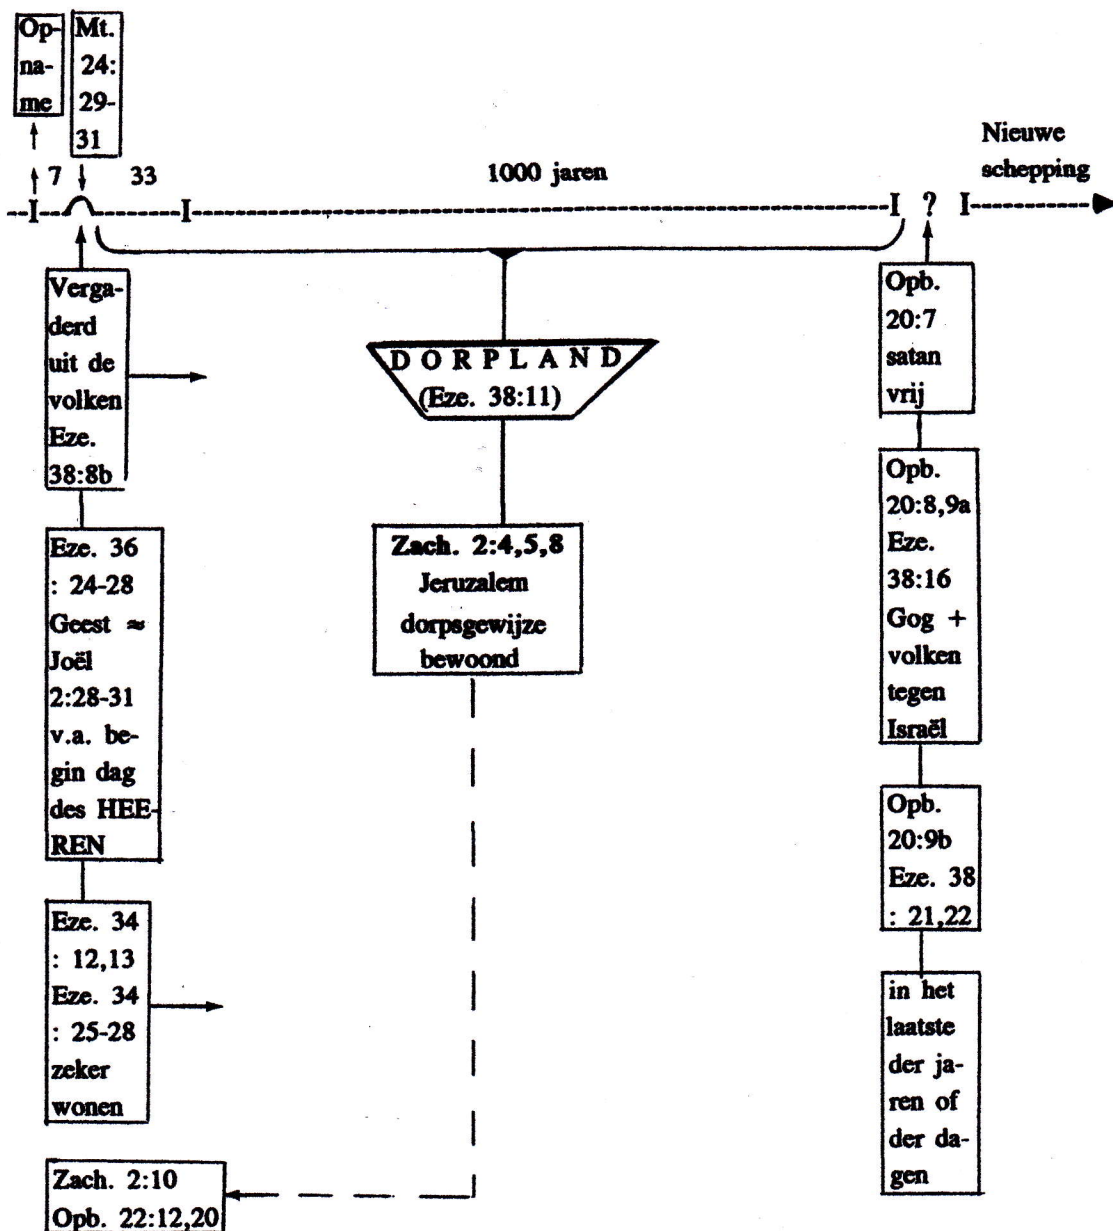 Op-
na-
me
Mt.
24:
29-
31
7
33
1000 jaren
Nieuwe
schepping
?
Verga-
derd
uit de
volken
Eze.
38:8b
Eze. 36
: 24-28
Geest ≈
Joël
2:28-31
v.a. be-
gin dag
des HEE-
REN
Eze. 34
: 12,13
Eze. 34
: 25-28
zeker
wonen
Zach. 2:10
Opb. 22:12,20
DORPLAND
(Eze. 38:11)
Zach. 2:4,5,8
Jeruzalem
dorpsgewijze
bewoond
Opb.
20:7
satan
vrij
Opb.
20:8,9a
Eze.
38:16
Gog +
volken
tegen
Israël
Opb.
20:9b
Eze. 38
: 21,22
in het
laatste
der ja-
ren of
der da-
gen